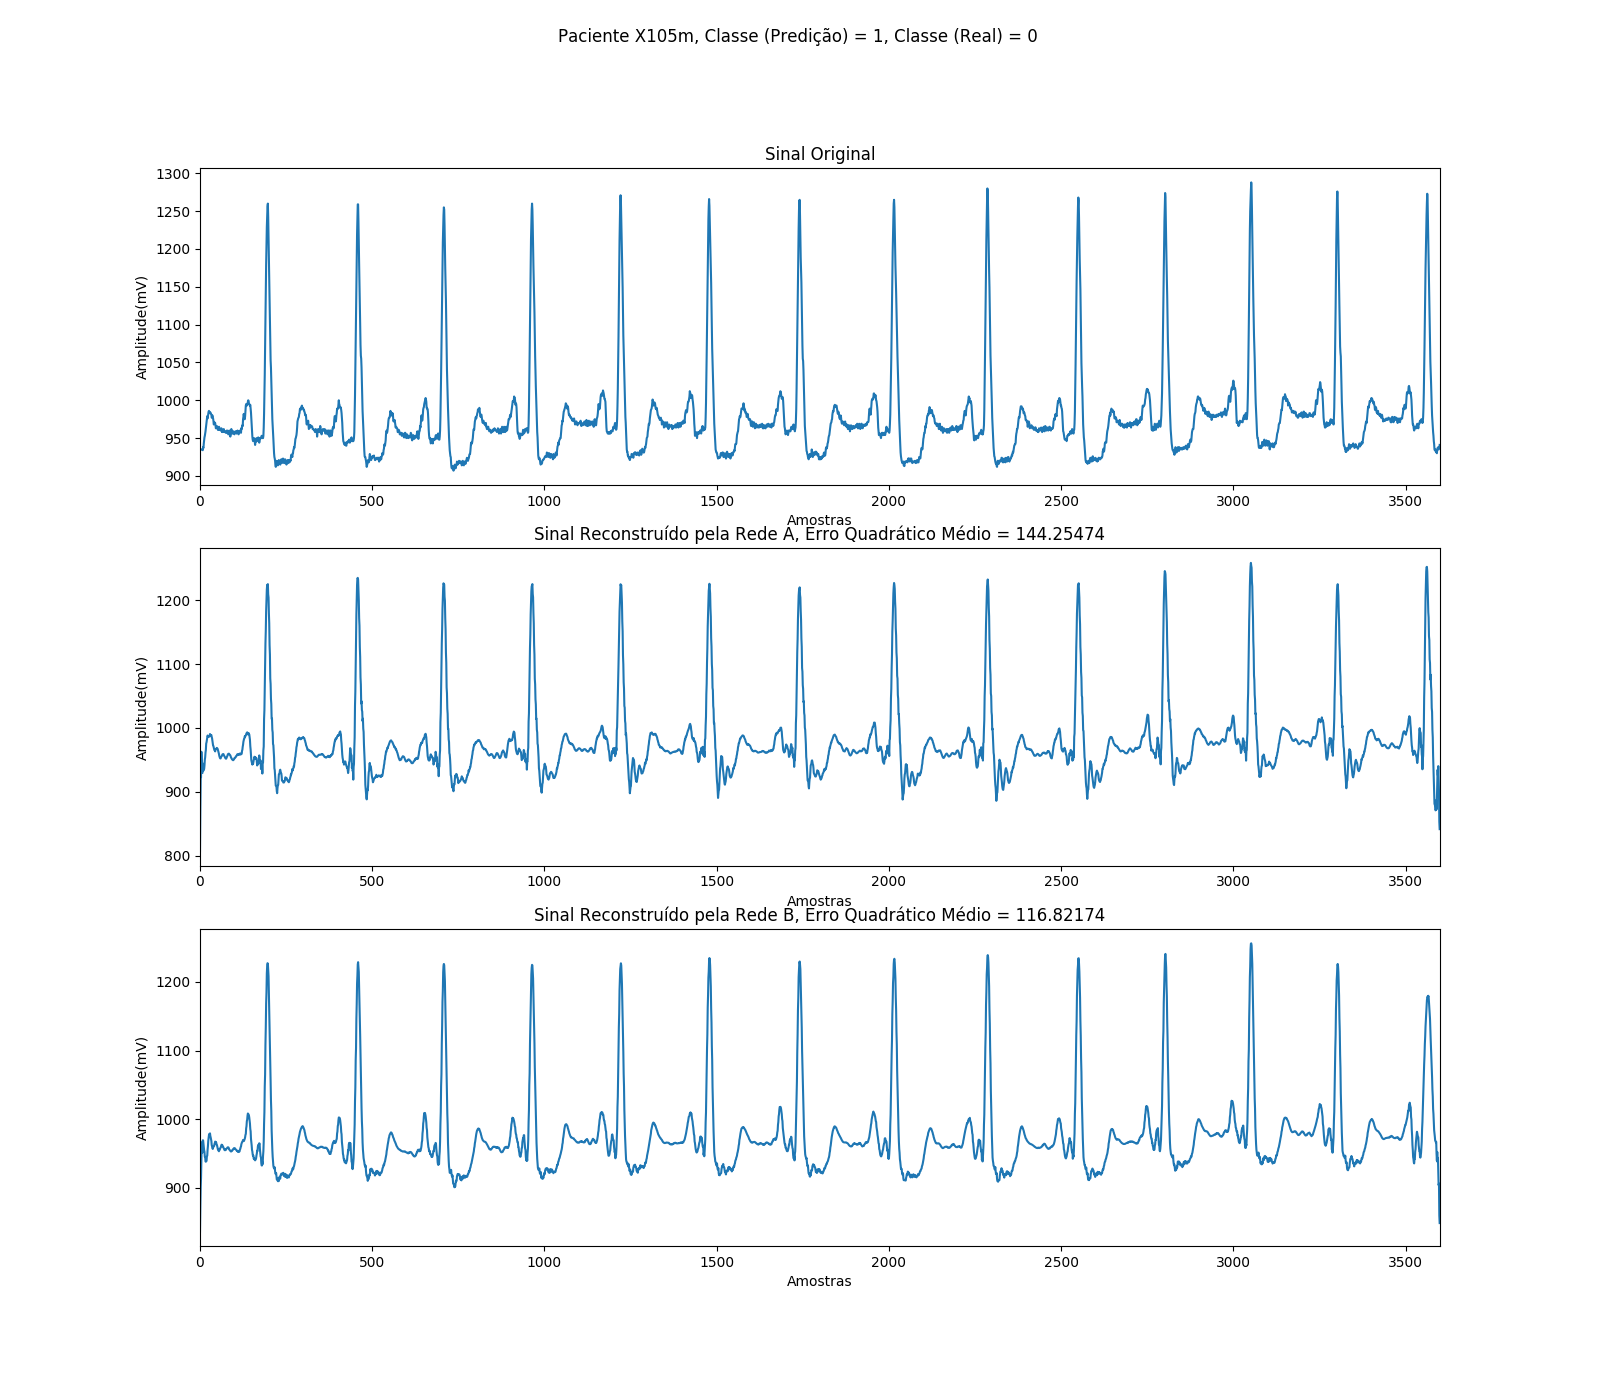 Paciente X105m, Classe (Predição) = 1, Classe (Real) = 0
Sinal Original
1300
1250
1200
1150
1100
1050
1000
950
900
Amplitude(mV)
0 500 1000 1500 2000 2500 3000 3500
Amostras
Sinal Reconstruído pela Rede A, Erro Quadrático Médio = 144.25474
1200
1100
1000
900
800
Amplitude(mV)
0 500 1000 1500 2000 2500 3000 3500
Amostras
Sinal Reconstruído pela Rede B, Erro Quadrático Médio = 116.82174
1200
1100
1000
900
Amplitude(mV)
0 500 1000 1500 2000 2500 3000 3500
Amostras